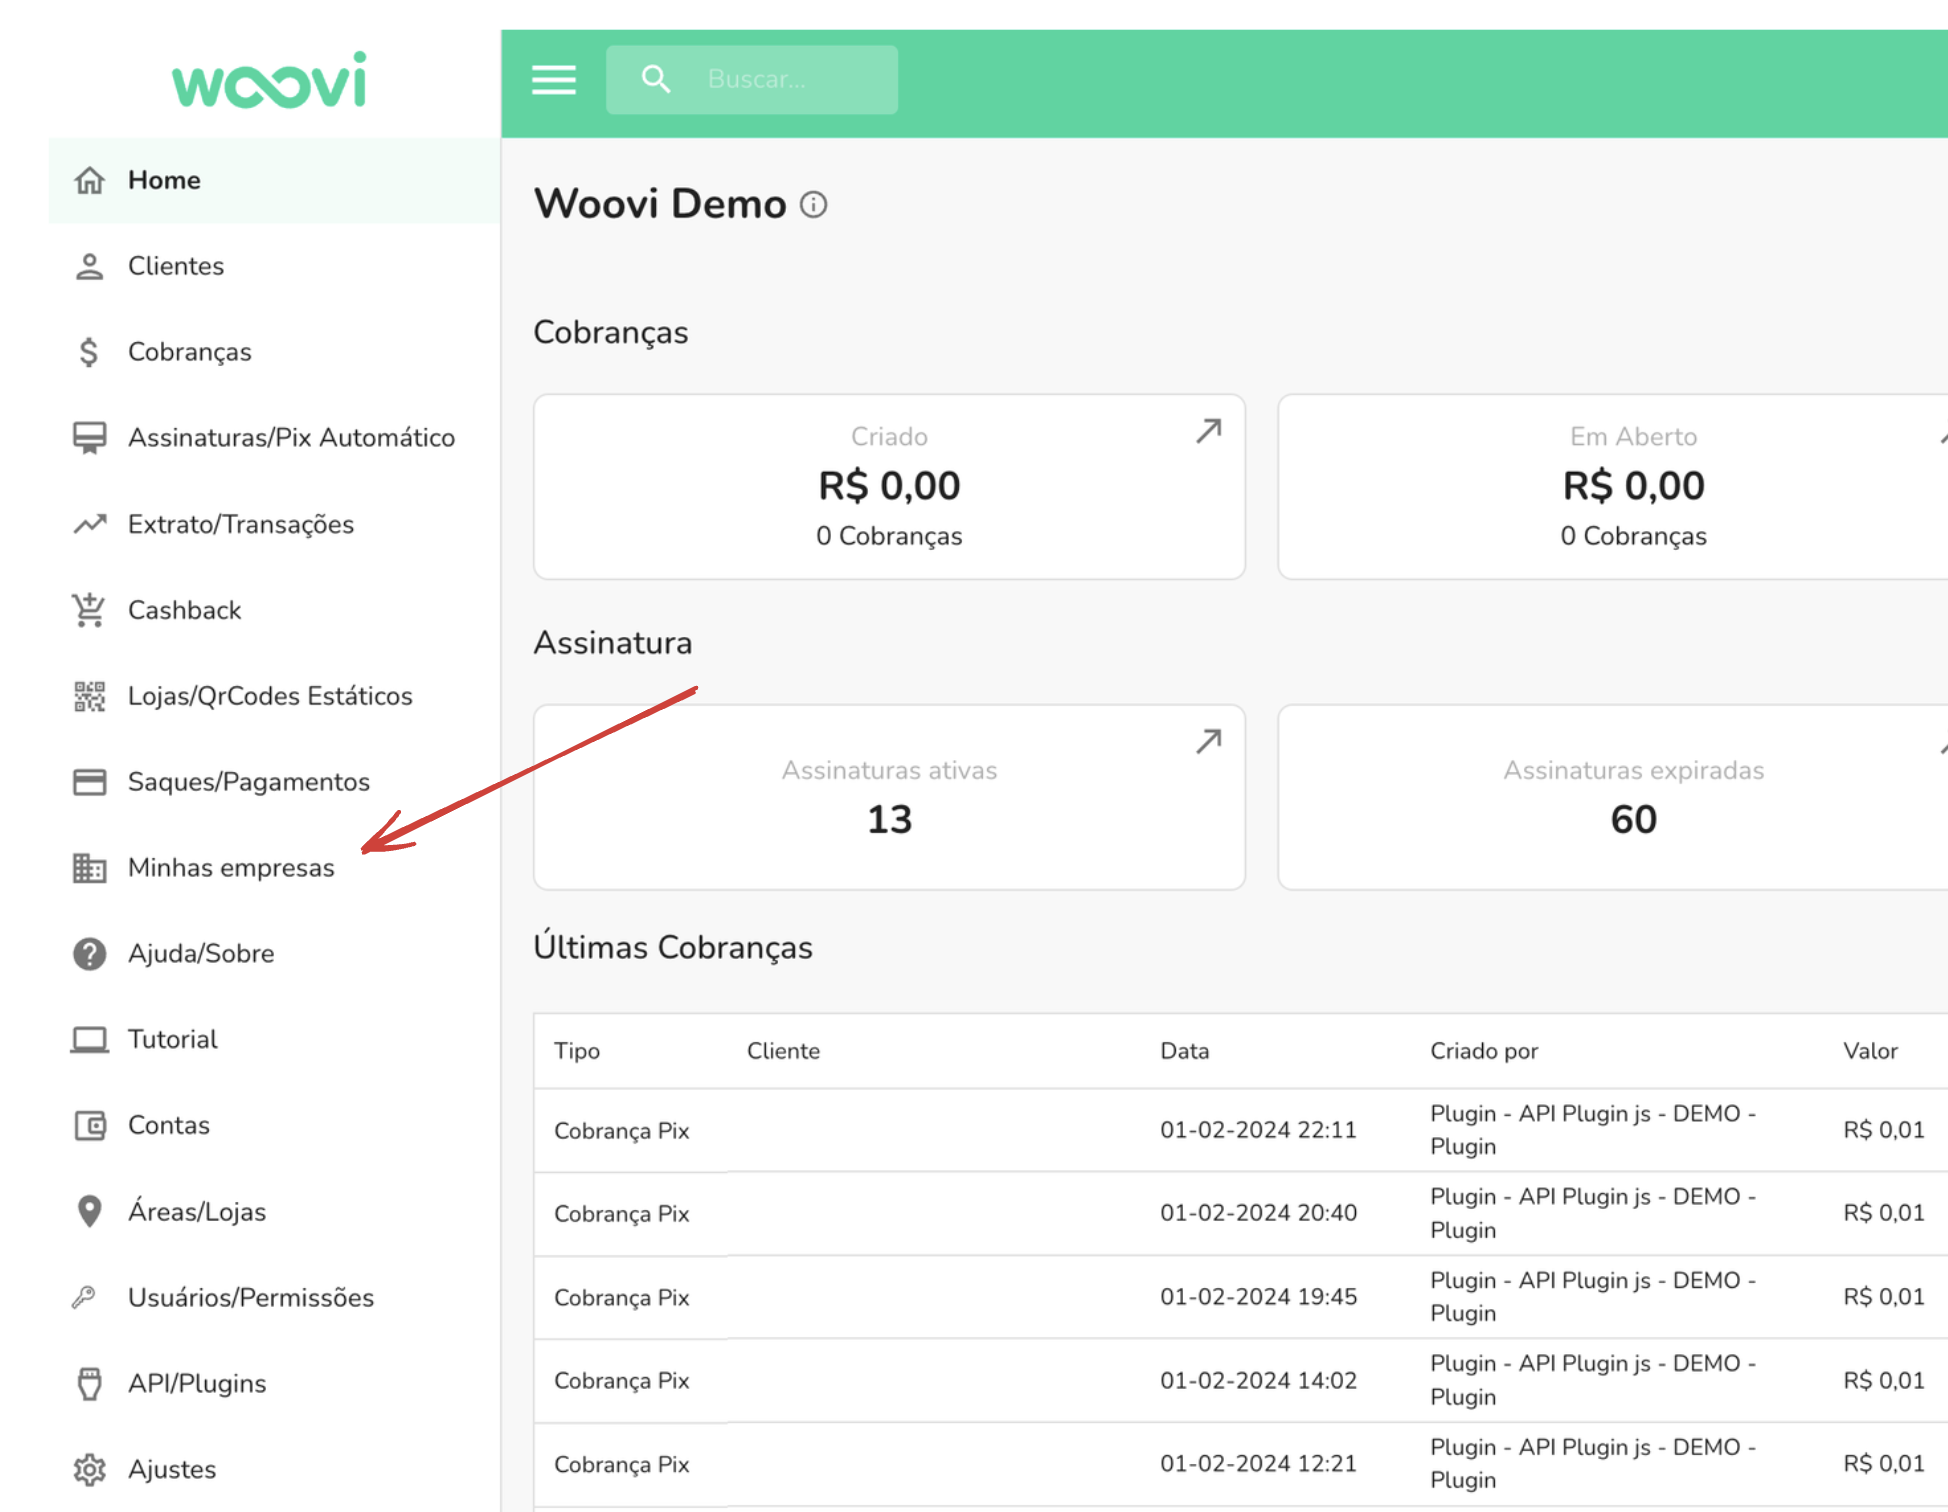 woovi
Buscar...
Home
Clientes
Cobranças
Assinaturas/Pix Automático
Extrato/Transações
Cashback
Lojas/QrCodes Estáticos
Saques/Pagamentos
Minhas empresas
Ajuda/Sobre
Tutorial
Contas
Áreas/Lojas
Usuários/Permissões
API/Plugins
Ajustes
Woovi Demo
Cobranças
Criado
R$ 0,00
0 Cobranças
Em Aberto
R$ 0,00
0 Cobranças
Assinatura
Assinaturas ativas
13
Assinaturas expiradas
60
Últimas Cobranças
Tipo Cliente Data Criado por Valor
Cobrança Pix 01-02-2024 22:11 Plugin - API Plugin js - DEMO - R$ 0,01
Plugin
Cobrança Pix 01-02-2024 20:40 Plugin - API Plugin js - DEMO - R$ 0,01
Plugin
Cobrança Pix 01-02-2024 19:45 Plugin - API Plugin js - DEMO - R$ 0,01
Plugin
Cobrança Pix 01-02-2024 14:02 Plugin - API Plugin js - DEMO - R$ 0,01
Plugin
Cobrança Pix 01-02-2024 12:21 Plugin - API Plugin js - DEMO - R$ 0,01
Plugin